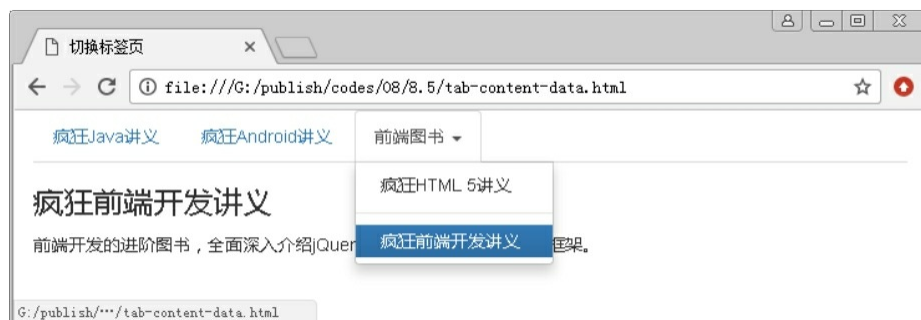 切换标签页
file:///G:/publish/codes/08/8.5/tab-content-data.html
疯狂Java讲义 疯狂Android讲义 前端图书
疯狂HTML 5讲义
疯狂前端开发讲义
疯狂前端开发讲义
前端开发的进阶图书，全面深入介绍jQuer 框架。
G:/publish/…/tab-content-data.html